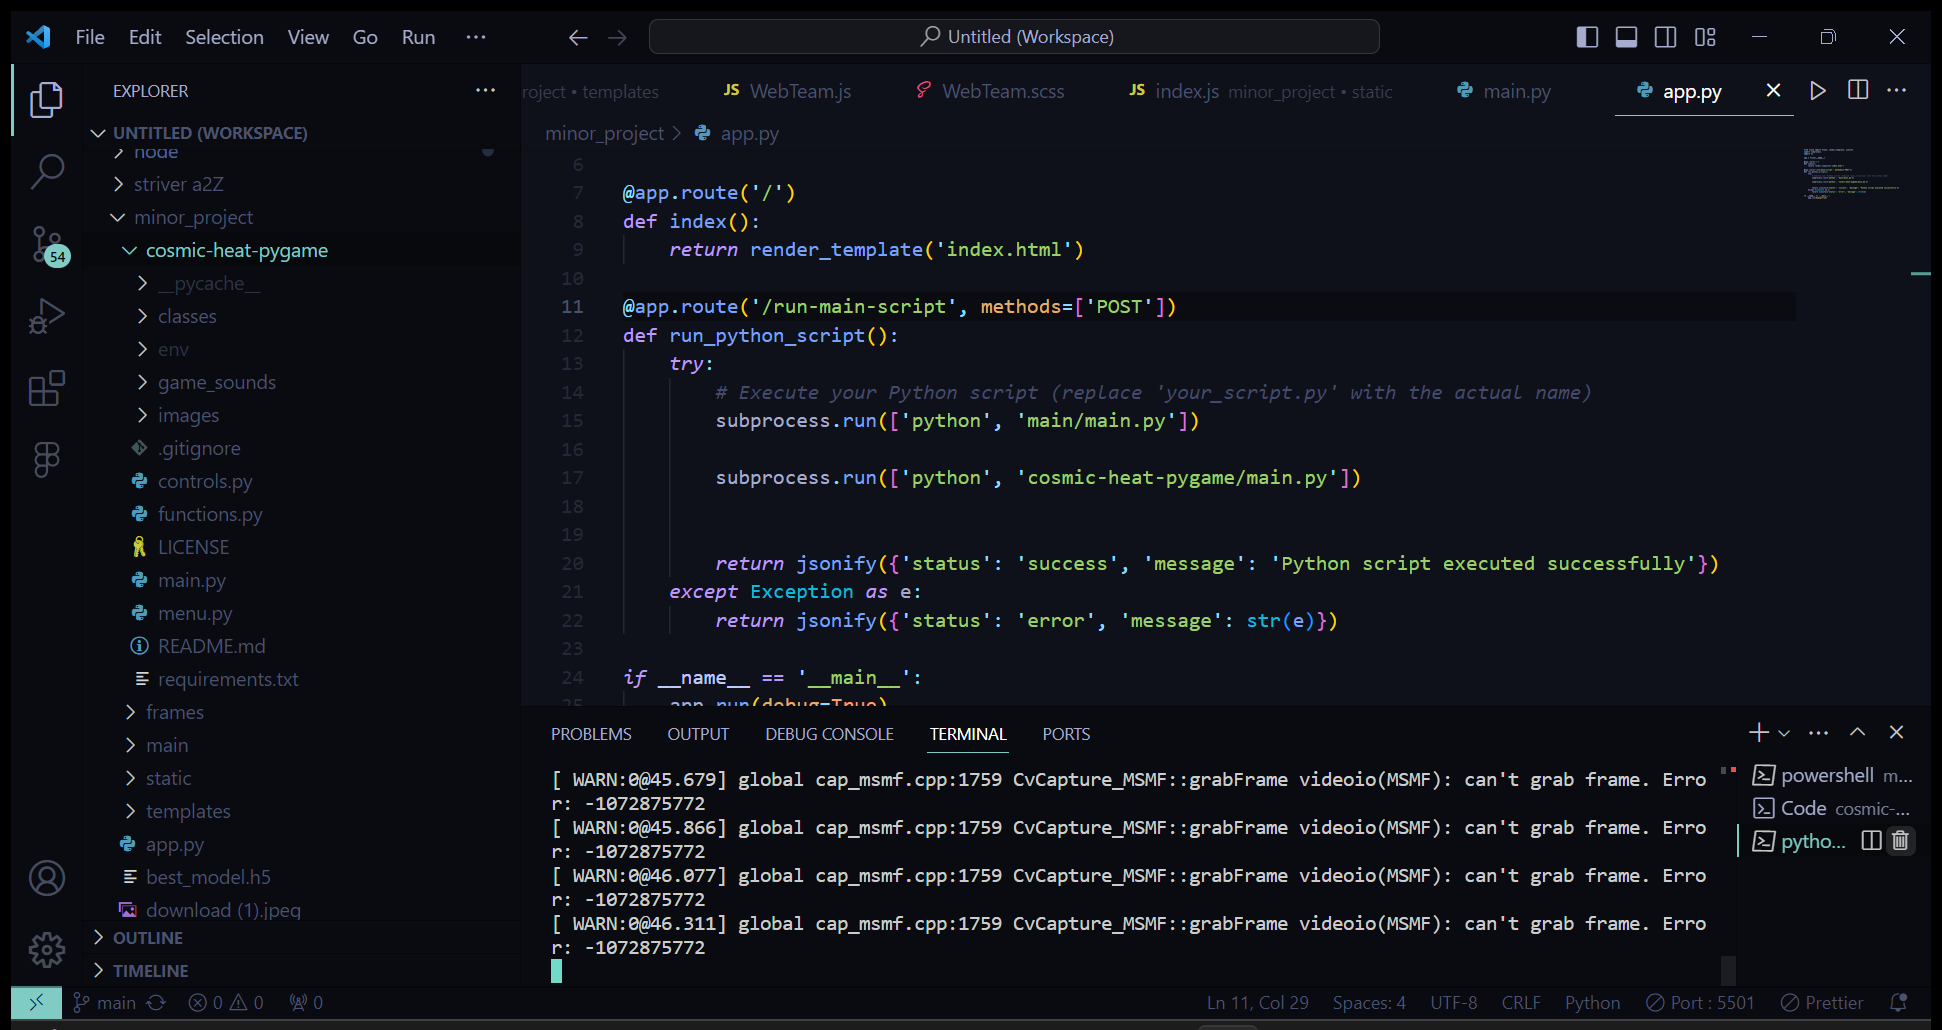 File Edit Selection View Go Run ···
Untitled (Workspace)
EXPLORER ···
UNTITLED (WORKSPACE)
node
striver a2Z
minor_project
cosmic-heat-pygame
__pycache__
classes
env
game_sounds
images
.gitignore
controls.py
functions.py
LICENSE
main.py
menu.py
README.md
requirements.txt
frames
main
static
templates
app.py
best_model.h5
download (1).jpeg
OUTLINE
TIMELINE
54
roject • templates
JS WebTeam.js
WebTeam.scss
JS index.js minor_project • static
main.py
app.py
minor_project > app.py
6
7 @app.route('/')
8 def index():
9 return render_template('index.html')
10
11 @app.route('/run-main-script', methods=['POST'])
12 def run_python_script():
13 try:
14 # Execute your Python script (replace 'your_script.py' with the actual name)
15 subprocess.run(['python', 'main/main.py'])
16
17 subprocess.run(['python', 'cosmic-heat-pygame/main.py'])
18
19
20 return jsonify({'status': 'success', 'message': 'Python script executed successfully'})
21 except Exception as e:
22 return jsonify({'status': 'error', 'message': str(e)})
23
24 if __name__ == '__main__':
25 app.run(debug=True)
PROBLEMS OUTPUT DEBUG CONSOLE TERMINAL PORTS
[ WARN:0@45.679] global cap_msmf.cpp:1759 CvCapture_MSMF::grabFrame videoio(MSMF): can't grab frame. Erro
r: -1072875772
[ WARN:0@45.866] global cap_msmf.cpp:1759 CvCapture_MSMF::grabFrame videoio(MSMF): can't grab frame. Erro
r: -1072875772
[ WARN:0@46.077] global cap_msmf.cpp:1759 CvCapture_MSMF::grabFrame videoio(MSMF): can't grab frame. Erro
r: -1072875772
[ WARN:0@46.311] global cap_msmf.cpp:1759 CvCapture_MSMF::grabFrame videoio(MSMF): can't grab frame. Erro
r: -1072875772
powershell m...
Code cosmic-...
pytho...
main 0 0 0
Ln 11, Col 29 Spaces: 4 UTF-8 CRLF Python Port : 5501 Prettier